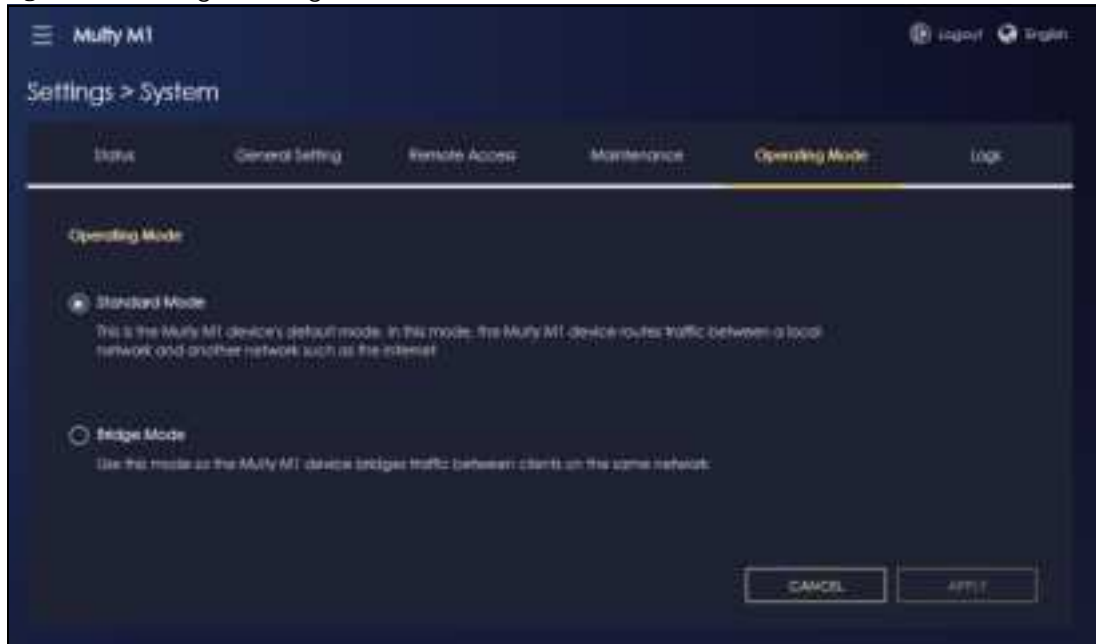 Multy M1
Logout English
Settings > System
Status General Setting Remote Access Maintenance Operating Mode Logs
Operating Mode
Standard Mode
This is the Multy M1 device's default mode. In this mode, the Multy M1 device routes traffic between a local
network and another network such as the internet
Bridge Mode
Use this mode so the Multy M1 device bridges traffic between clients on the same network
CANCEL APPLY